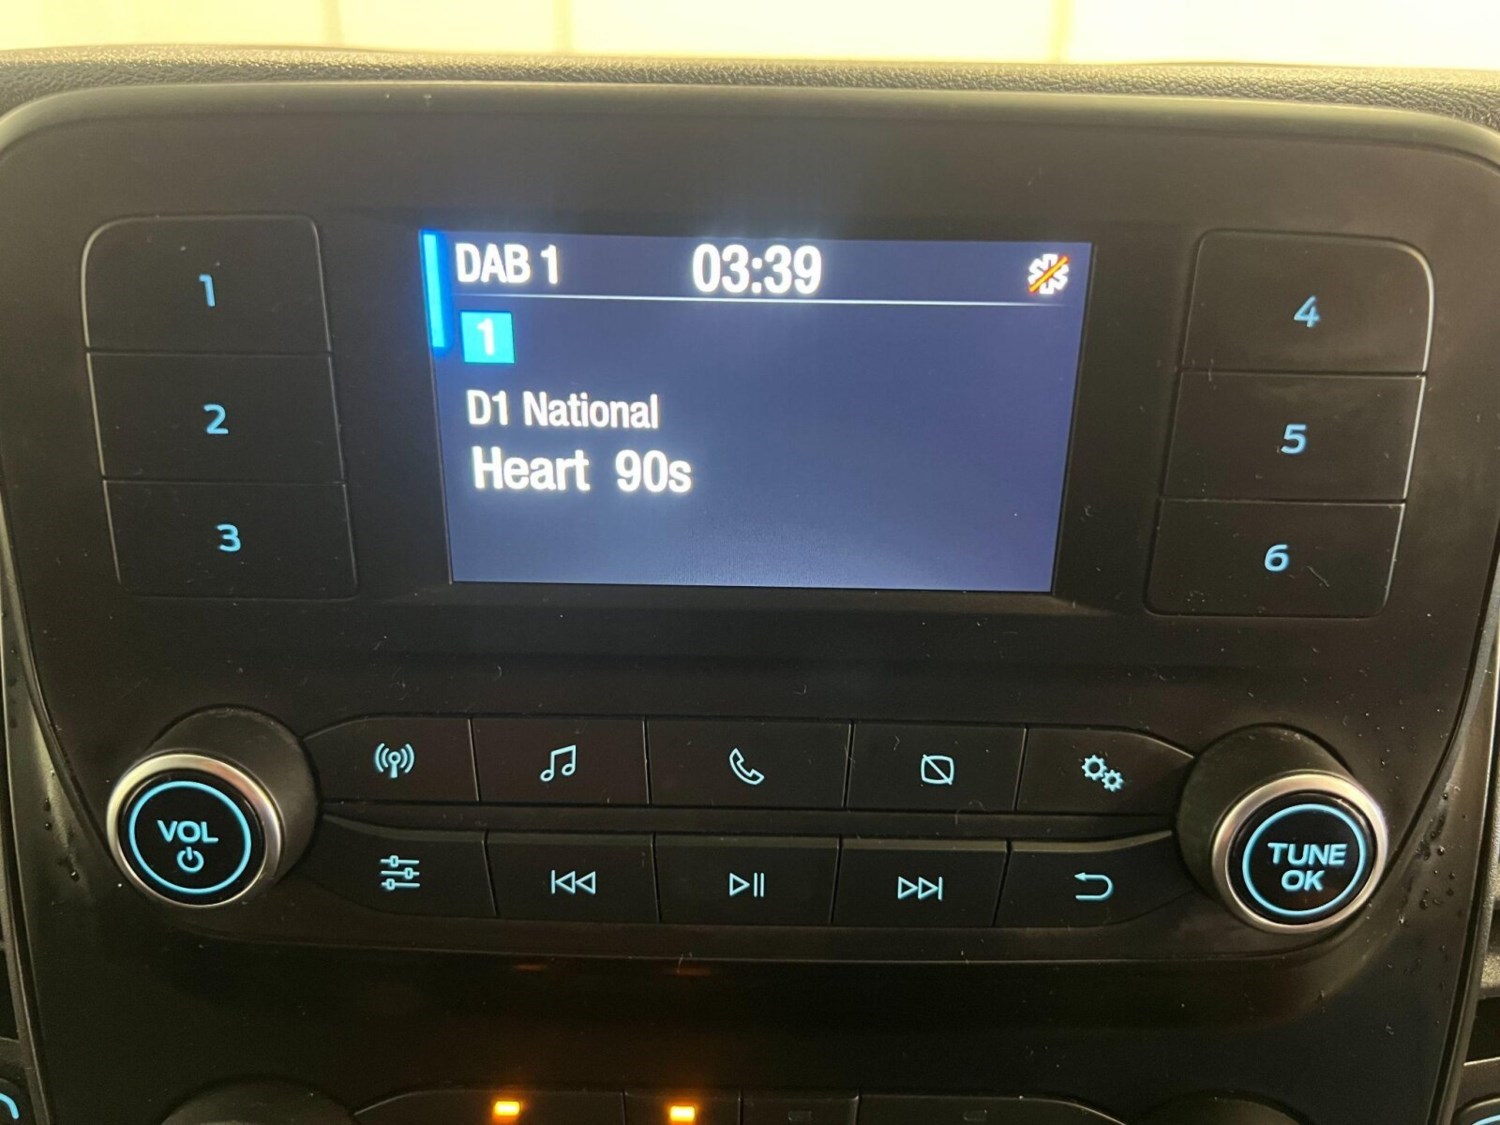 DAB 1 03:39
1
D1 National
Heart 90s
1
2
3
4
5
6
VOL
TUNE
OK